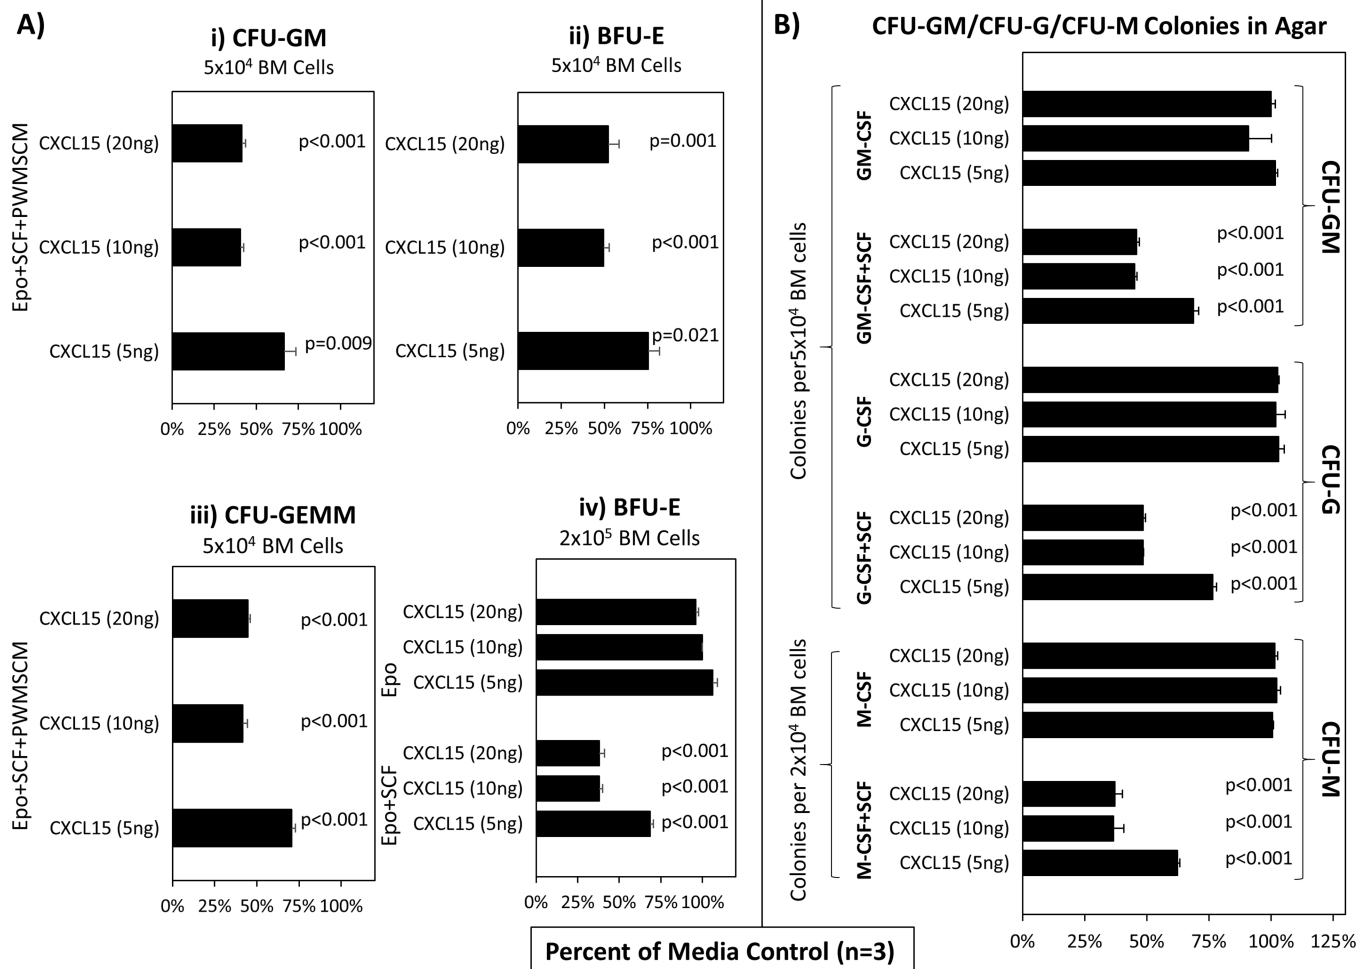 A)
i) CFU-GM
5x10⁴ BM Cells
Epo+SCF+PWMSCM
CXCL15 (20ng)
p<0.001
CXCL15 (10ng)
p<0.001
CXCL15 (5ng)
p=0.009
0% 25% 50% 75% 100%
ii) BFU-E
5x10⁴ BM Cells
CXCL15 (20ng)
p=0.001
CXCL15 (10ng)
p<0.001
CXCL15 (5ng)
p=0.021
0% 25% 50% 75% 100%
iii) CFU-GEMM
5x10⁴ BM Cells
Epo+SCF+PWMSCM
CXCL15 (20ng)
p<0.001
CXCL15 (10ng)
p<0.001
CXCL15 (5ng)
p<0.001
0% 25% 50% 75% 100%
iv) BFU-E
2x10⁵ BM Cells
Epo
CXCL15 (20ng)
CXCL15 (10ng)
CXCL15 (5ng)
Epo+SCF
CXCL15 (20ng)
p<0.001
CXCL15 (10ng)
p<0.001
CXCL15 (5ng)
p<0.001
0% 25% 50% 75% 100%
B)
CFU-GM/CFU-G/CFU-M Colonies in Agar
Colonies per5x10⁴ BM cells
GM-CSF
CXCL15 (20ng)
CXCL15 (10ng)
CXCL15 (5ng)
GM-CSF+SCF
CXCL15 (20ng)
p<0.001
CXCL15 (10ng)
p<0.001
CXCL15 (5ng)
p<0.001
CFU-GM
G-CSF
CXCL15 (20ng)
CXCL15 (10ng)
CXCL15 (5ng)
G-CSF+SCF
CXCL15 (20ng)
p<0.001
CXCL15 (10ng)
p<0.001
CXCL15 (5ng)
p<0.001
CFU-G
Colonies per 2x10⁴ BM cells
M-CSF
CXCL15 (20ng)
CXCL15 (10ng)
CXCL15 (5ng)
M-CSF+SCF
CXCL15 (20ng)
p<0.001
CXCL15 (10ng)
p<0.001
CXCL15 (5ng)
p<0.001
CFU-M
0% 25% 50% 75% 100% 125%
Percent of Media Control (n=3)